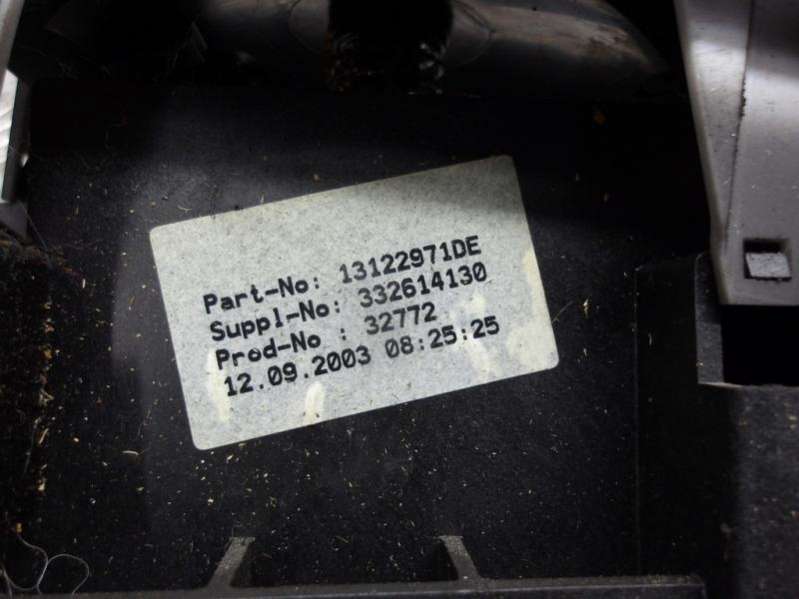 Part-No: 13122971DE
Suppl-No: 332614130
Prod-No : 32772
12.09.2003 08:25:25